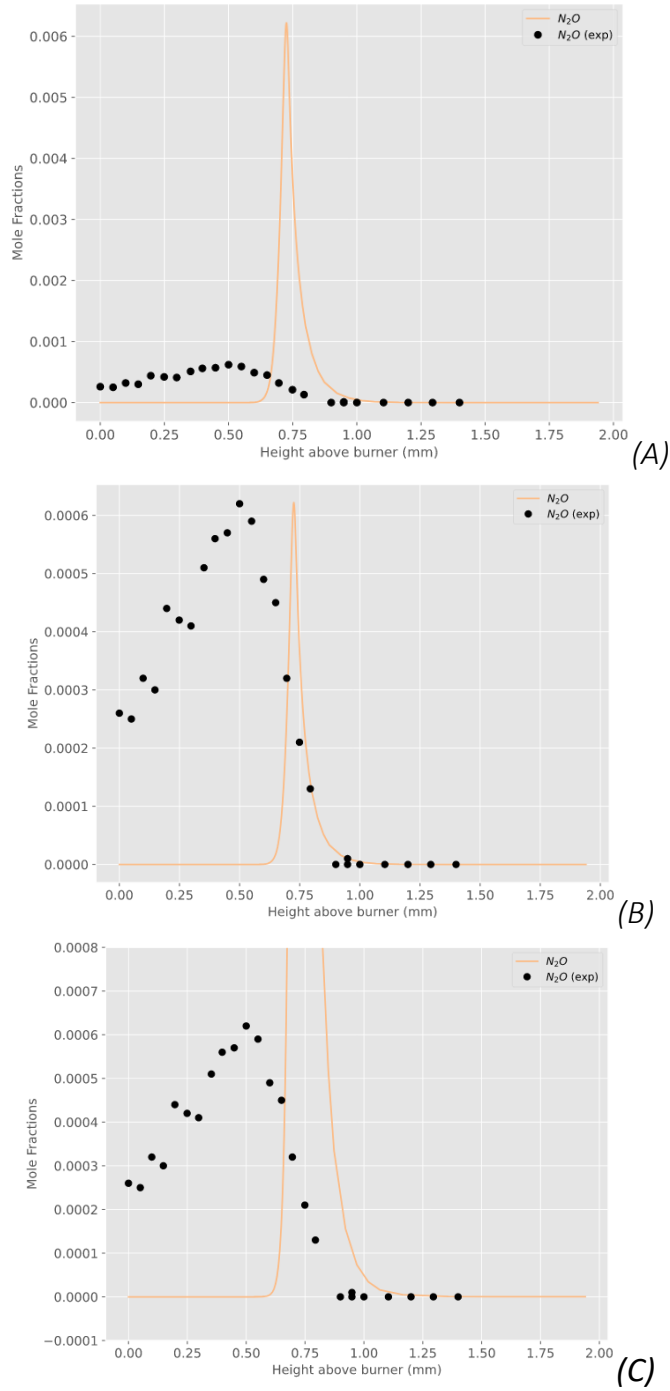 N₂O
N₂O (exp)
0.006
0.005
0.004
0.003
0.002
0.001
0.000
Mole Fractions
0.00 0.25 0.50 0.75 1.00 1.25 1.50 1.75 2.00
Height above burner (mm)
(A)
N₂O
N₂O (exp)
0.0006
0.0005
0.0004
0.0003
0.0002
0.0001
0.0000
Mole Fractions
0.00 0.25 0.50 0.75 1.00 1.25 1.50 1.75 2.00
Height above burner (mm)
(B)
N₂O
N₂O (exp)
0.0008
0.0007
0.0006
0.0005
0.0004
0.0003
0.0002
0.0001
0.0000
−0.0001
Mole Fractions
0.00 0.25 0.50 0.75 1.00 1.25 1.50 1.75 2.00
Height above burner (mm)
(C)